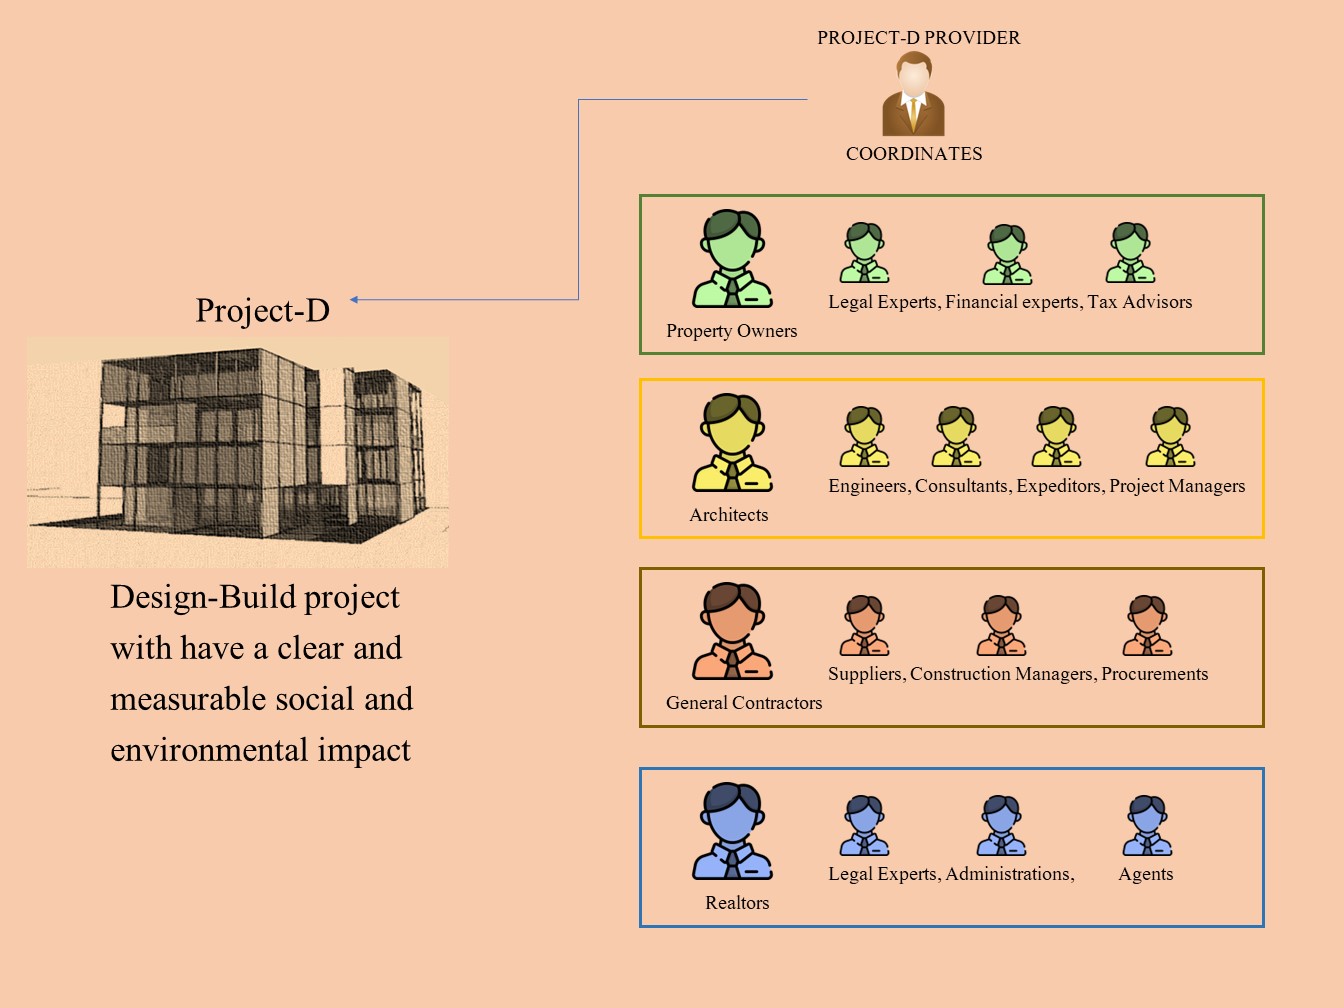 PROJECT-D PROVIDER
COORDINATES
Project-D
Design-Build project
with have a clear and
measurable social and
environmental impact
Legal Experts, Financial experts, Tax Advisors
Property Owners
Engineers, Consultants, Expeditors, Project Managers
Architects
Suppliers, Construction Managers, Procurements
General Contractors
Legal Experts, Administrations, Agents
Realtors